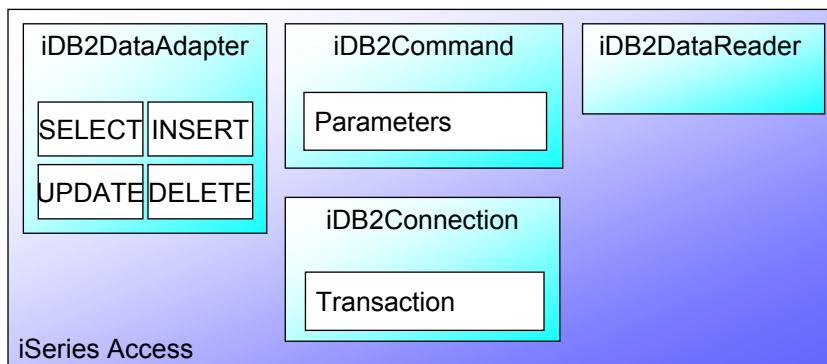 iDB2DataAdapter
SELECT
INSERT
UPDATE
DELETE
iDB2Command
Parameters
iDB2Connection
Transaction
iDB2DataReader
iSeries Access